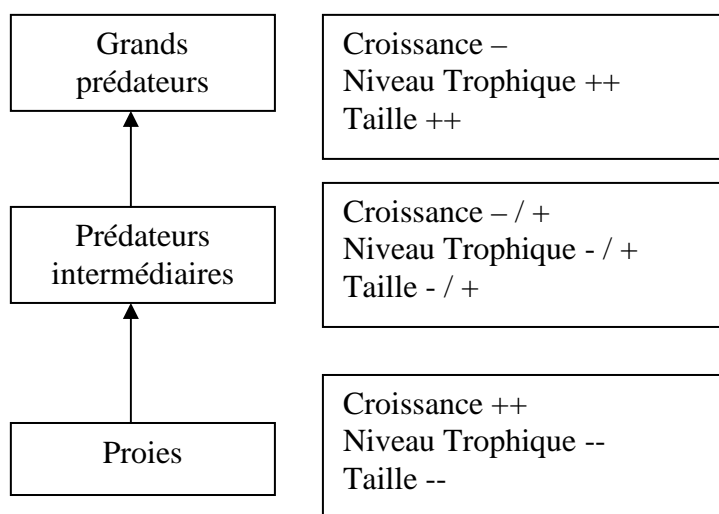 Grands
prédateurs
Croissance –
Niveau Trophique ++
Taille ++
Prédateurs
intermédiaires
Croissance – / +
Niveau Trophique - / +
Taille - / +
Proies
Croissance ++
Niveau Trophique --
Taille --